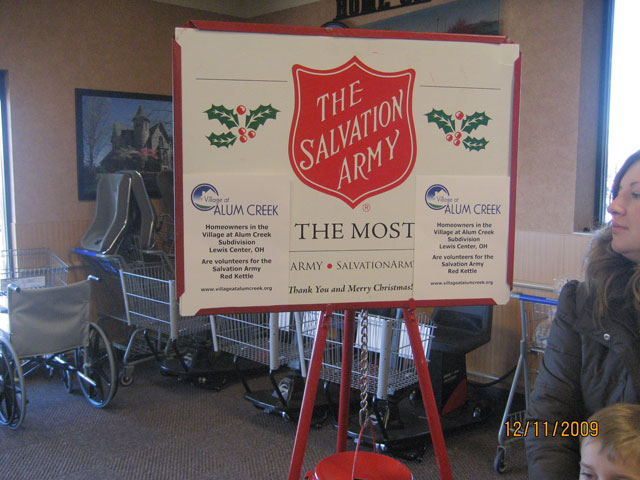 THE
SALVATION
ARMY
®
Village at
ALUM CREEK
Homeowners in the
Village at Alum Creek
Subdivision
Lewis Center, OH
Are volunteers for the
Salvation Army
Red Kettle
www.villageatalumcreek.org
THE MOST
ARMY • SALVATIONARM
Thank You and Merry Christmas!
Village at
ALUM CREEK
Homeowners in the
Village at Alum Creek
Subdivision
Lewis Center, OH
Are volunteers for the
Salvation Army
Red Kettle
www.villageatalumcreek.org
12/11/2009